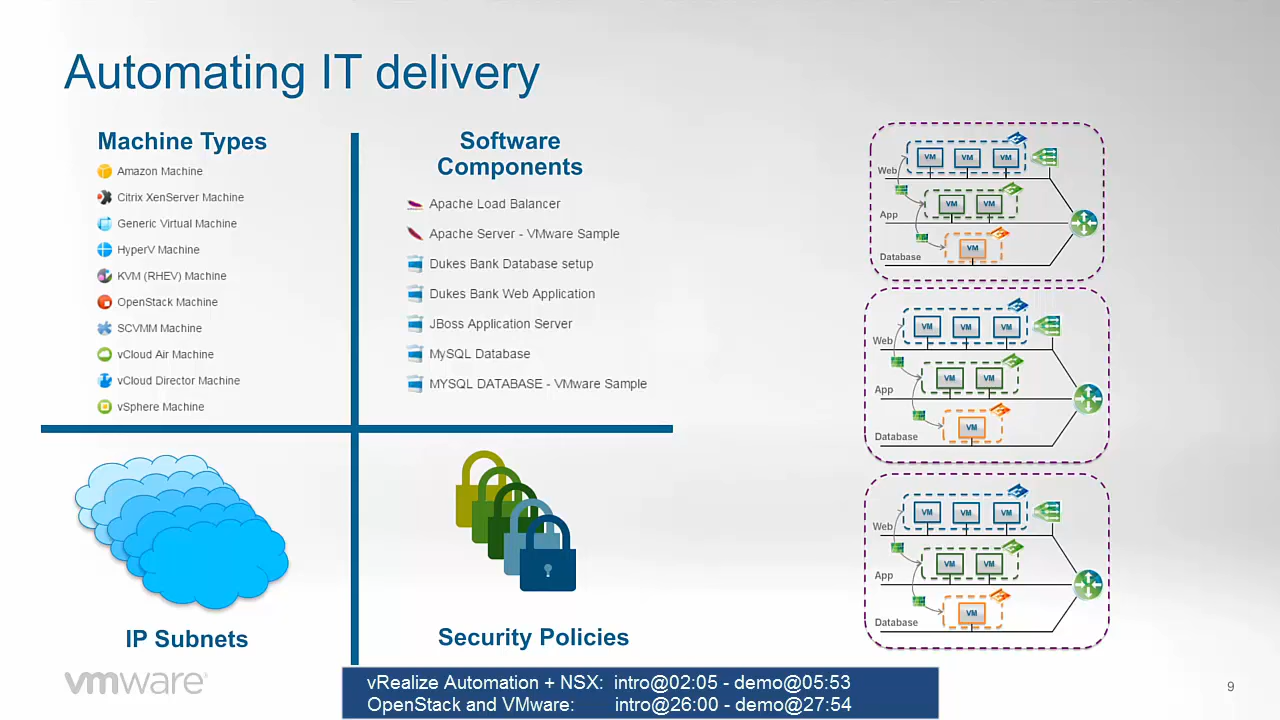 Automating IT delivery
Machine Types
Amazon Machine
Citrix XenServer Machine
Generic Virtual Machine
HyperV Machine
KVM (RHEV) Machine
OpenStack Machine
SCVMM Machine
vCloud Air Machine
vCloud Director Machine
vSphere Machine
Software
Components
Apache Load Balancer
Apache Server - VMware Sample
Dukes Bank Database setup
Dukes Bank Web Application
JBoss Application Server
MySQL Database
MYSQL DATABASE - VMware Sample
IP Subnets
Security Policies
VM VM VM
Web
VM VM
App
VM
Database
VM VM VM
Web
VM VM
App
VM
Database
VM VM VM
Web
VM VM
App
VM
Database
vmware
vRealize Automation + NSX: intro@02:05 - demo@05:53
OpenStack and VMware: intro@26:00 - demo@27:54
9